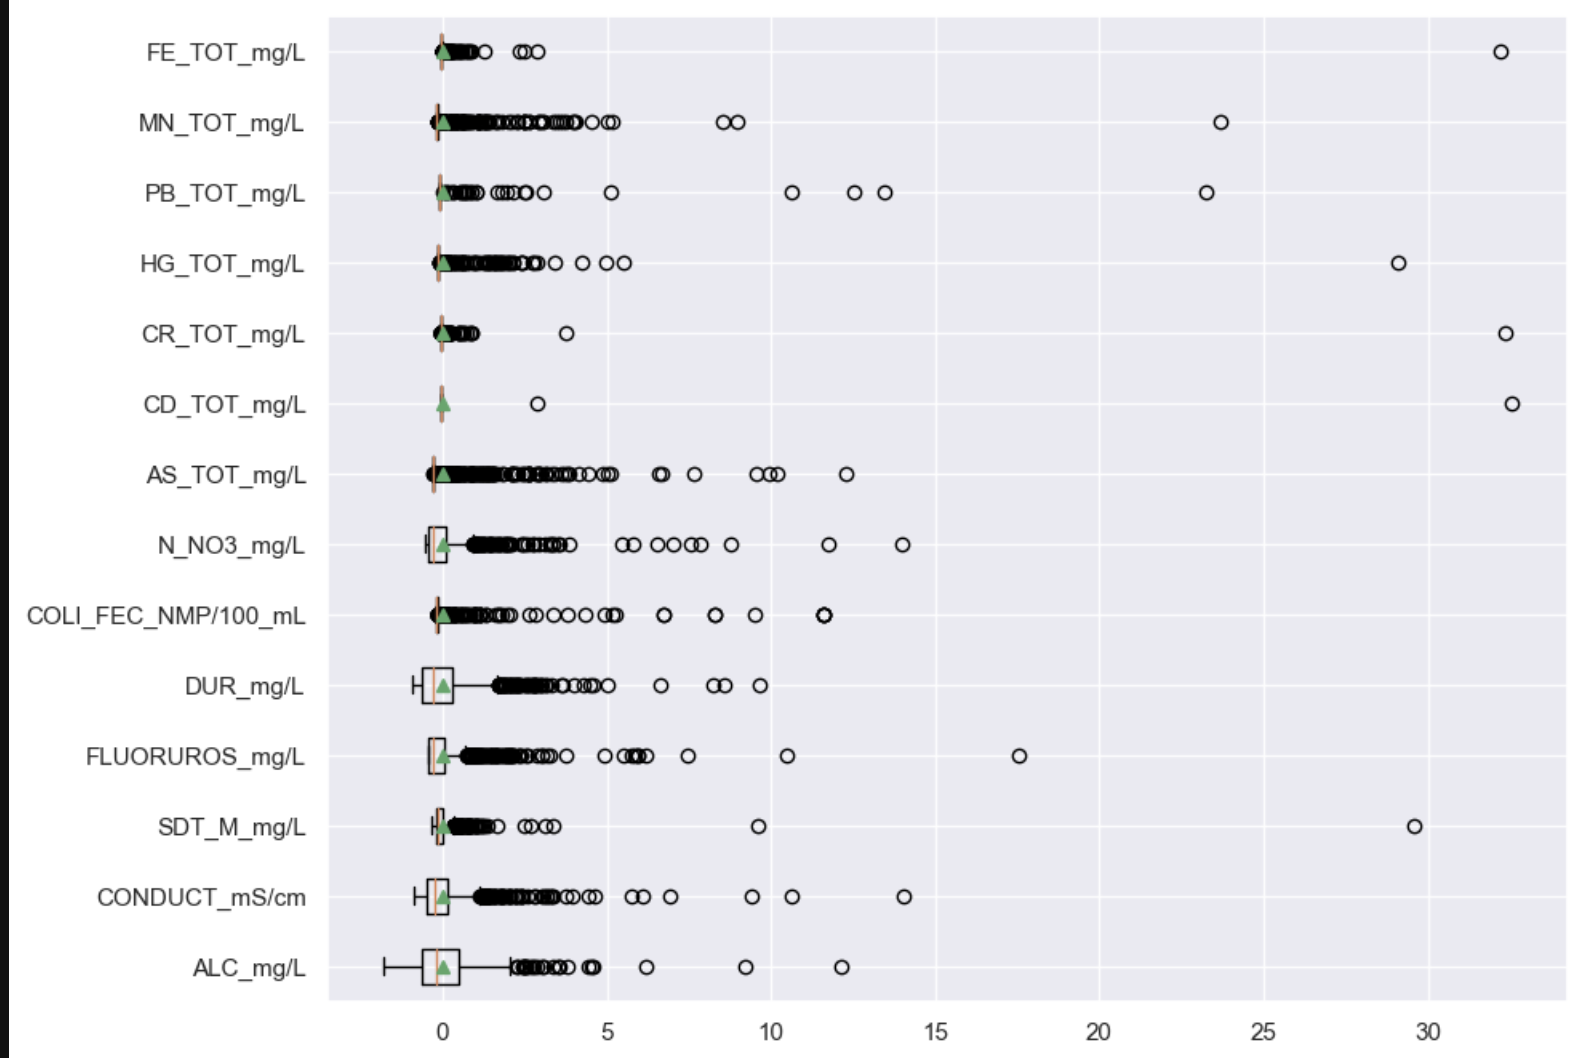 FE_TOT_mg/L
MN_TOT_mg/L
PB_TOT_mg/L
HG_TOT_mg/L
CR_TOT_mg/L
CD_TOT_mg/L
AS_TOT_mg/L
N_NO3_mg/L
COLI_FEC_NMP/100_mL
DUR_mg/L
FLUORUROS_mg/L
SDT_M_mg/L
CONDUCT_mS/cm
ALC_mg/L
0 5 10 15 20 25 30